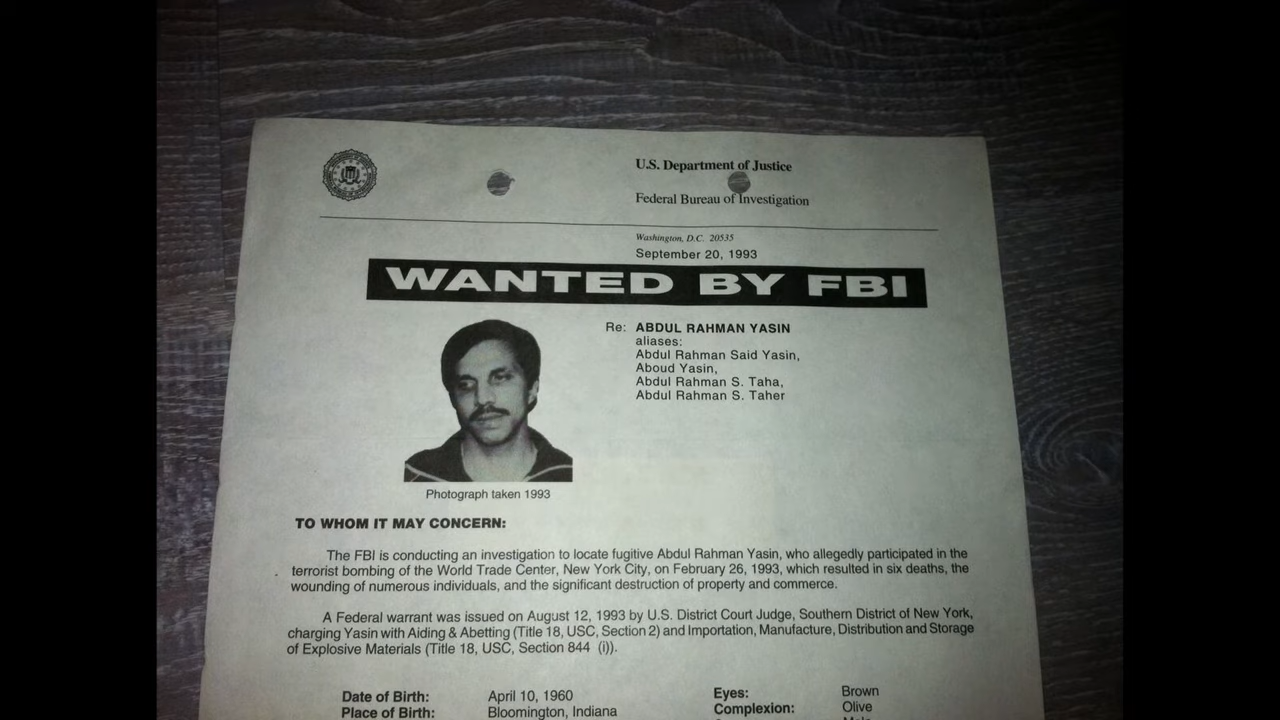 U.S. Department of Justice
Federal Bureau of Investigation
Washington, D.C. 20535
September 20, 1993
WANTED BY FBI
Re: ABDUL RAHMAN YASIN
aliases:
Abdul Rahman Said Yasin,
Aboud Yasin,
Abdul Rahman S. Taha,
Abdul Rahman S. Taher
Photograph taken 1993
TO WHOM IT MAY CONCERN:
The FBI is conducting an investigation to locate fugitive Abdul Rahman Yasin, who allegedly participated in the
terrorist bombing of the World Trade Center, New York City, on February 26, 1993, which resulted in six deaths, the
wounding of numerous individuals, and the significant destruction of property and commerce.
A Federal warrant was issued on August 12, 1993 by U.S. District Court Judge, Southern District of New York,
charging Yasin with Aiding & Abetting (Title 18, USC, Section 2) and Importation, Manufacture, Distribution and Storage
of Explosive Materials (Title 18, USC, Section 844 (i)).
Date of Birth: April 10, 1960 Eyes: Brown
Place of Birth: Bloomington, Indiana Complexion: Olive